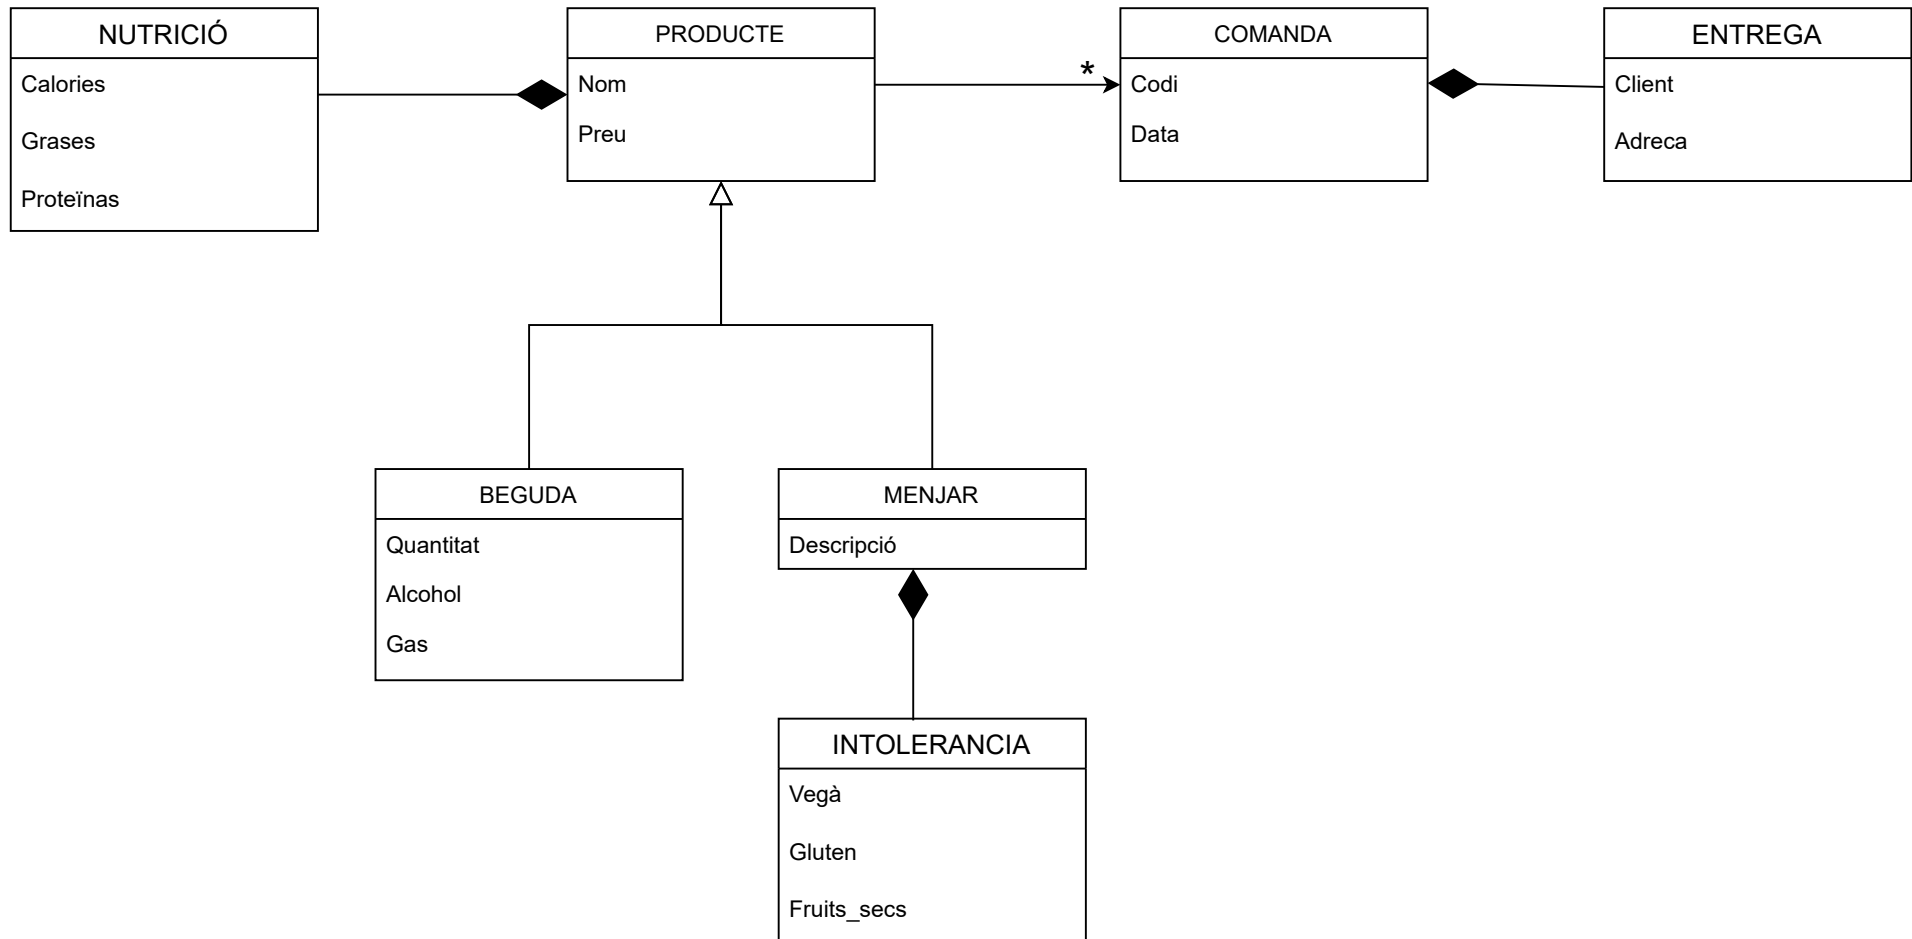 NUTRICIÓ
Calories
Grases
Proteïnas
PRODUCTE
Nom
Preu
*
COMANDA
Codi
Data
ENTREGA
Client
Adreca
BEGUDA
Quantitat
Alcohol
Gas
MENJAR
Descripció
INTOLERANCIA
Vegà
Gluten
Fruits_secs